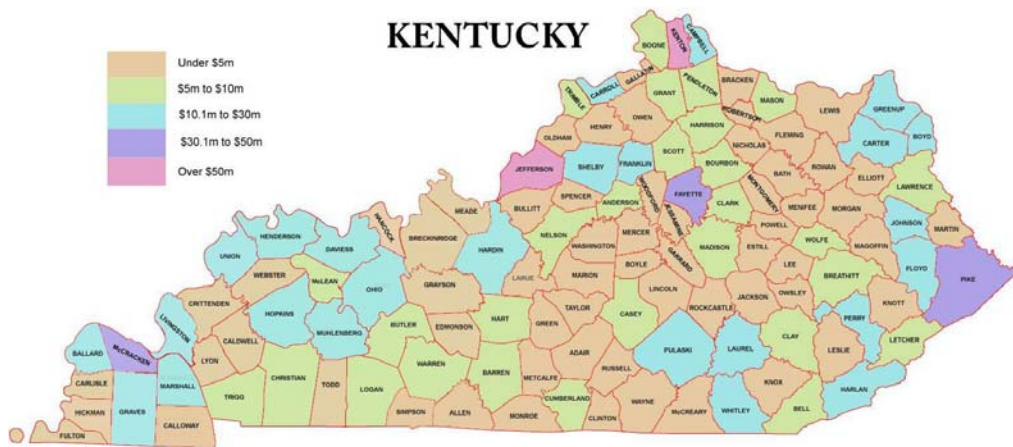 KENTUCKY
Under $5m
$5m to $10m
$10.1m to $30m
$30.1m to $50m
Over $50m
BOONE
KENTON
CAMPBELL
GALLATIN
CARROLL
TRIMBLE
GRANT
PENDLETON
BRACKEN
MASON
LEWIS
GREENUP
ROBERTSON
OWEN
HENRY
OLDHAM
HARRISON
FLEMING
CARTER
BOYD
NICHOLAS
SCOTT
BOURBON
ROWAN
BATH
ELLIOTT
JEFFERSON
SHELBY
FRANKLIN
WOODFORD
FAYETTE
MONTGOMERY
CLARK
MENIFEE
MORGAN
LAWRENCE
SPENCER
BULLITT
ANDERSON
JESSAMINE
MEADE
HANCOCK
BRECKINRIDGE
NELSON
MERCER
WASHINGTON
GARRARD
MADISON
POWELL
ESTILL
WOLFE
MAGOFFIN
JOHNSON
MARTIN
HENDERSON
DAVIESS
UNION
HARDIN
LARUE
MARION
BOYLE
LEE
BREATHITT
FLOYD
PIKE
WEBSTER
McLEAN
OHIO
GRAYSON
LINCOLN
ROCKCASTLE
JACKSON
OWSLEY
KNOTT
PERRY
CRITTENDEN
LIVINGSTON
HOPKINS
MUHLENBERG
BUTLER
EDMONSON
HART
GREEN
TAYLOR
CASEY
CLAY
LESLIE
LETCHER
CALDWELL
LYON
BALLARD
McCRACKEN
ADAIR
PULASKI
LAUREL
CARLISLE
MARSHALL
CHRISTIAN
TODD
LOGAN
WARREN
BARREN
METCALFE
RUSSELL
KNOX
HARLAN
TRIGG
HICKMAN
GRAVES
CALLOWAY
FULTON
SIMPSON
ALLEN
MONROE
CUMBERLAND
CLINTON
WAYNE
McCREARY
WHITLEY
BELL